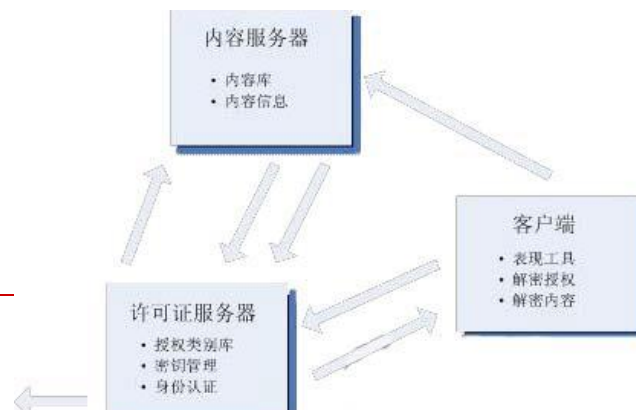 内容服务器
• 内容库
• 内容信息
客户端
• 表现工具
• 解密授权
• 解密内容
许可证服务器
• 授权类别库
• 密钥管理
• 身份认证